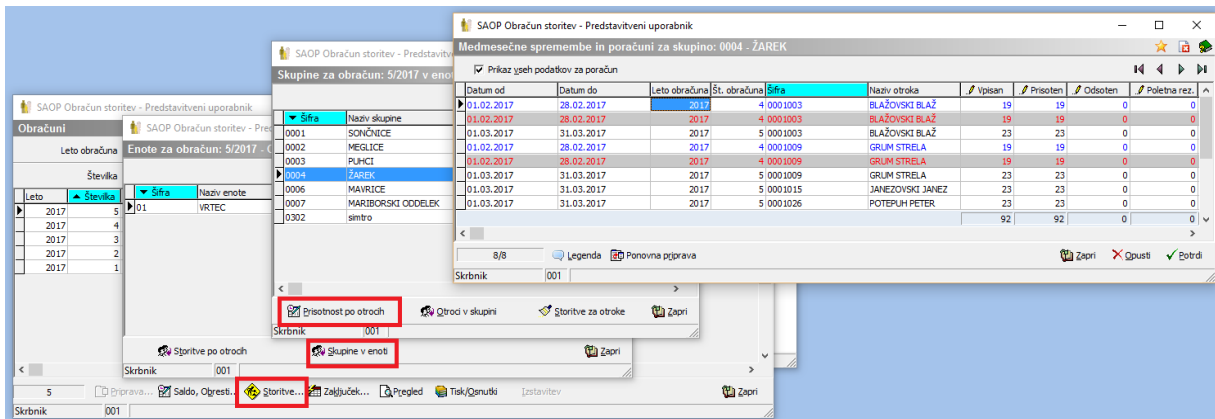 SAOP Obračun storitev - Predstavitveni uporabnik
Obračuni
Leto obračuna
Številka
Leto Številka
2017 5
2017 4
2017 3
2017 2
2017 1
5 Priprava... Saldo, Obresti... Storitve... Zaključek... Pregled Tisk/Osnutki Izstavitev Zapri
Skrbnik 001
SAOP Obračun storitev - Pred
Enote za obračun: 5/2017 -
Šifra Naziv enote
01 VRTEC
Storitve po otrocih Skupine v enoti Zapri
Skrbnik 001
SAOP Obračun storitev - Predstavitv
Skupine za obračun: 5/2017 v eno
Šifra Naziv skupine
0001 SONČNICE
0002 MEGLICE
0003 PUHCI
0004 ŽAREK
0006 MAVRICE
0007 MARIBORSKI ODDELEK
0302 simtro
Prisotnost po otrocih Otroci v skupini Storitve za otroke Zapri
Skrbnik 001
SAOP Obračun storitev - Predstavitveni uporabnik
Medmesečne spremembe in poračuni za skupino: 0004 - ŽAREK
Prikaz vseh podatkov za poračun
Datum od Datum do Leto obračuna Št. obračuna Šifra Naziv otroka Vpisan Prisoten Odsoten Poletna rez.
01.02.2017 28.02.2017 2017 4 0001003 BLAŽOVSKI BLAŽ 19 19 0 0
01.02.2017 28.02.2017 2017 4 0001003 BLAŽOVSKI BLAŽ 19 19 0 0
01.03.2017 31.03.2017 2017 5 0001003 BLAŽOVSKI BLAŽ 23 23 0 0
01.02.2017 28.02.2017 2017 4 0001009 GRUM STRELA 19 19 0 0
01.02.2017 28.02.2017 2017 4 0001009 GRUM STRELA 19 19 0 0
01.03.2017 31.03.2017 2017 5 0001009 GRUM STRELA 23 23 0 0
01.03.2017 31.03.2017 2017 5 0001015 JANEZOVSKI JANEZ 23 23 0 0
01.03.2017 31.03.2017 2017 5 0001026 POTEPUH PETER 23 23 0 0
92 92 0 0
8/8 Legenda Ponovna priprava Zapri Opusti Potrdi
Skrbnik 001